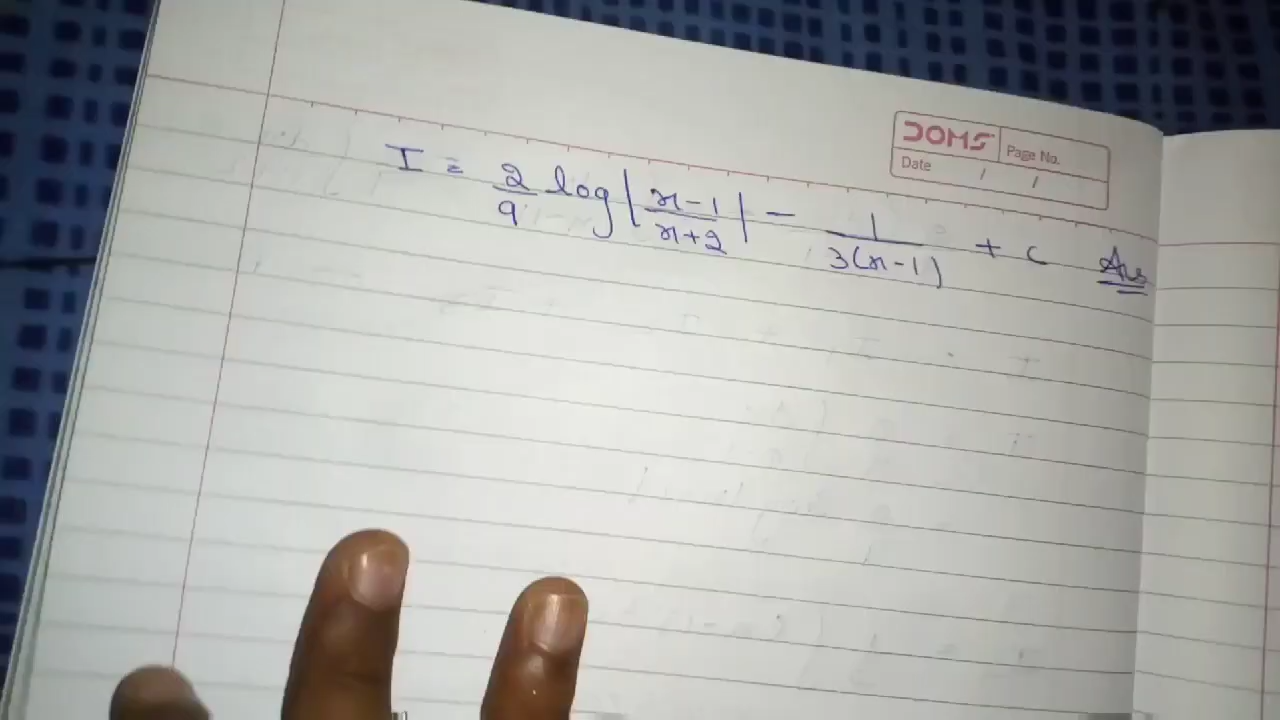 DOMS
Page No.
Date / /
I = 2/9 log |x-1/x+2| - 1/3(x-1) + c Ans